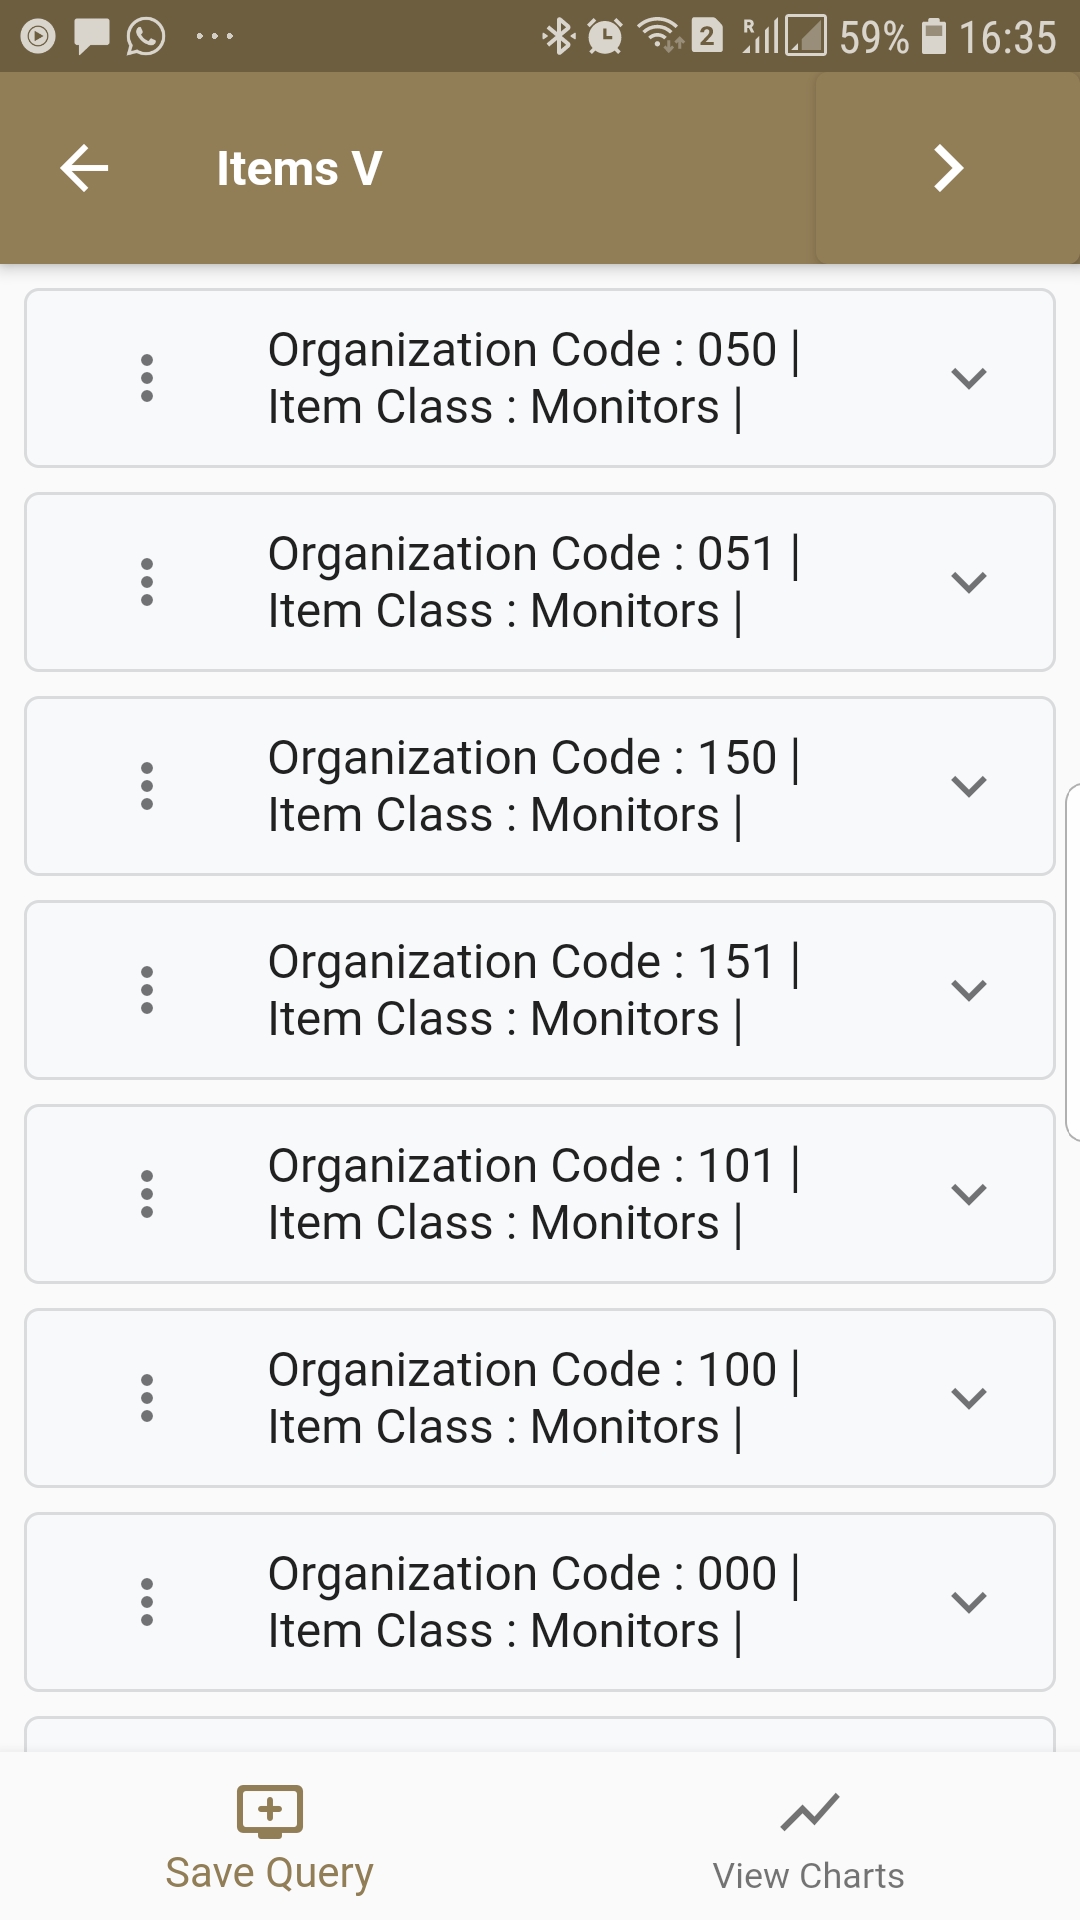 2 R 59% 16:35
Items V
Organization Code : 050 |
Item Class : Monitors |
Organization Code : 051 |
Item Class : Monitors |
Organization Code : 150 |
Item Class : Monitors |
Organization Code : 151 |
Item Class : Monitors |
Organization Code : 101 |
Item Class : Monitors |
Organization Code : 100 |
Item Class : Monitors |
Organization Code : 000 |
Item Class : Monitors |
Save Query
View Charts